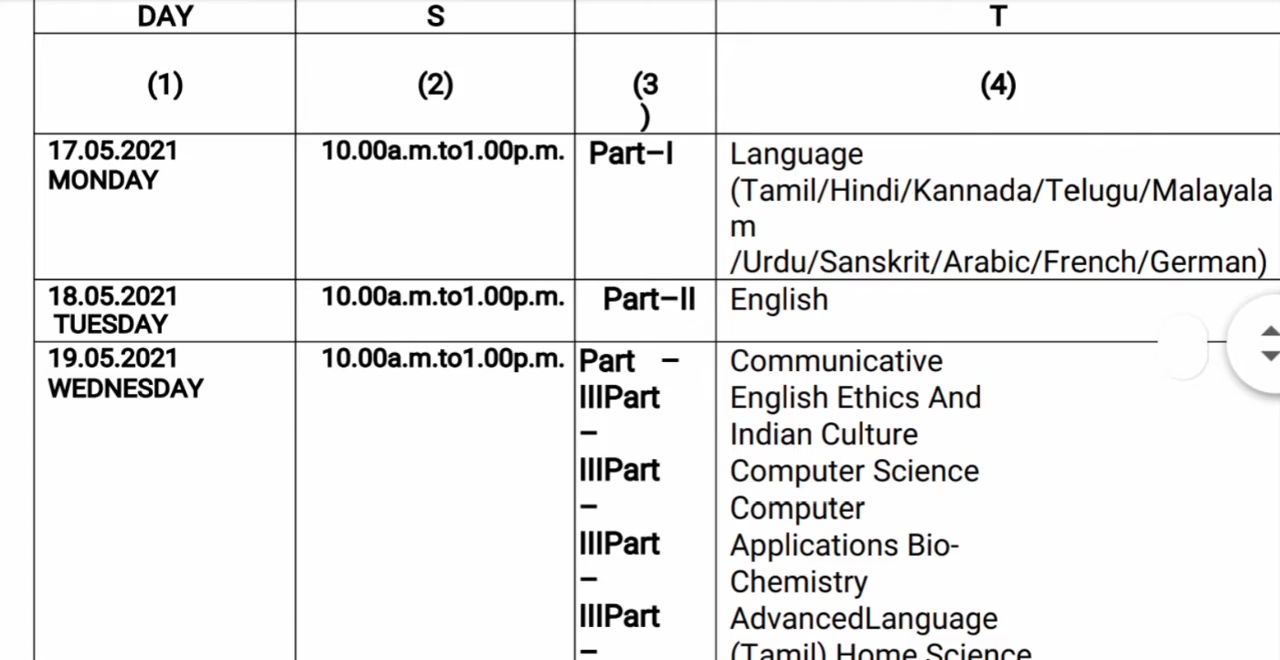 DAY S T
(1) (2) (3 (4)
)
17.05.2021 10.00a.m.to1.00p.m. Part–I Language
MONDAY (Tamil/Hindi/Kannada/Telugu/Malayala
m
/Urdu/Sanskrit/Arabic/French/German)
18.05.2021 10.00a.m.to1.00p.m. Part–II English
TUESDAY
19.05.2021 10.00a.m.to1.00p.m. Part – Communicative
WEDNESDAY IIIPart English Ethics And
– Indian Culture
IIIPart Computer Science
– Computer
IIIPart Applications Bio-
– Chemistry
IIIPart AdvancedLanguage
– (Tamil) Home Science